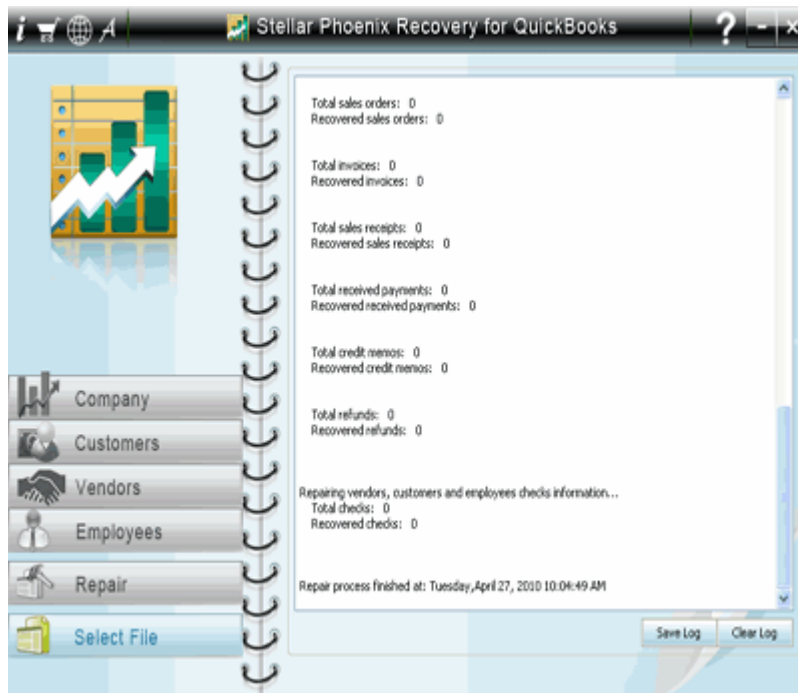 i A
Stellar Phoenix Recovery for QuickBooks
?
Total sales orders: 0
Recovered sales orders: 0
Total invoices: 0
Recovered invoices: 0
Total sales receipts: 0
Recovered sales receipts: 0
Total received payments: 0
Recovered received payments: 0
Total credit memos: 0
Recovered credit memos: 0
Total refunds: 0
Recovered refunds: 0
Repairing vendors, customers and employees checks information...
Total checks: 0
Recovered checks: 0
Repair process finished at: Tuesday,April 27, 2010 10:04:49 AM
Company
Customers
Vendors
Employees
Repair
Select File
Save Log
Clear Log